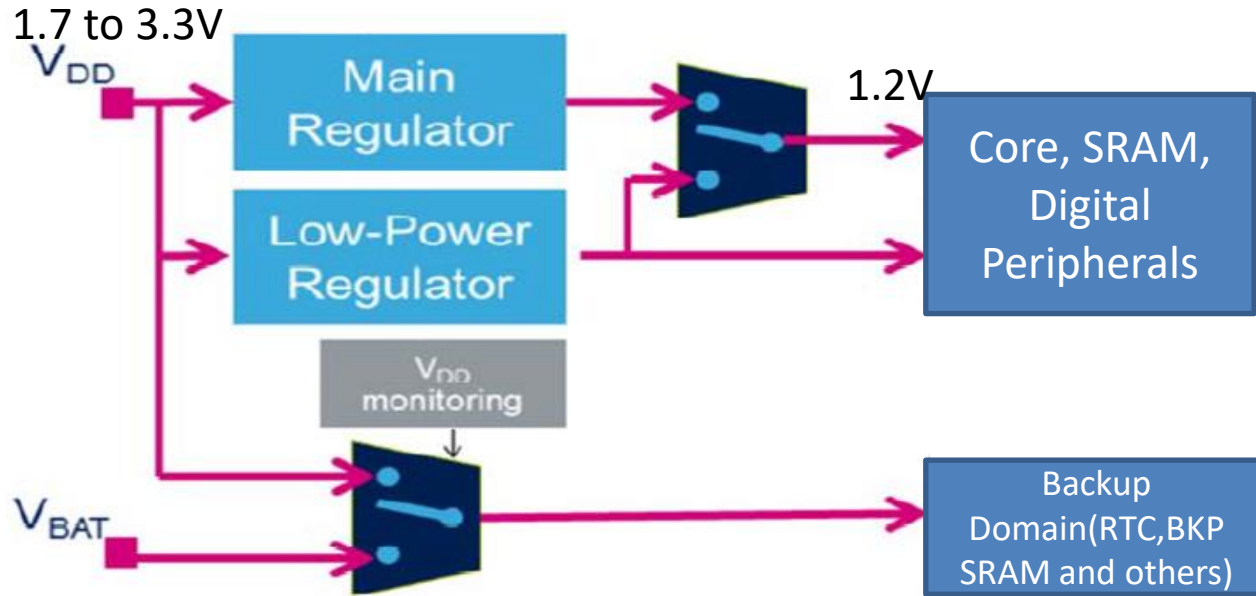 1.7 to 3.3V
VDD
Main
Regulator
1.2V
Core, SRAM,
Digital
Peripherals
Low-Power
Regulator
VDD
monitoring
VBAT
Backup
Domain(RTC,BKP
SRAM and others)